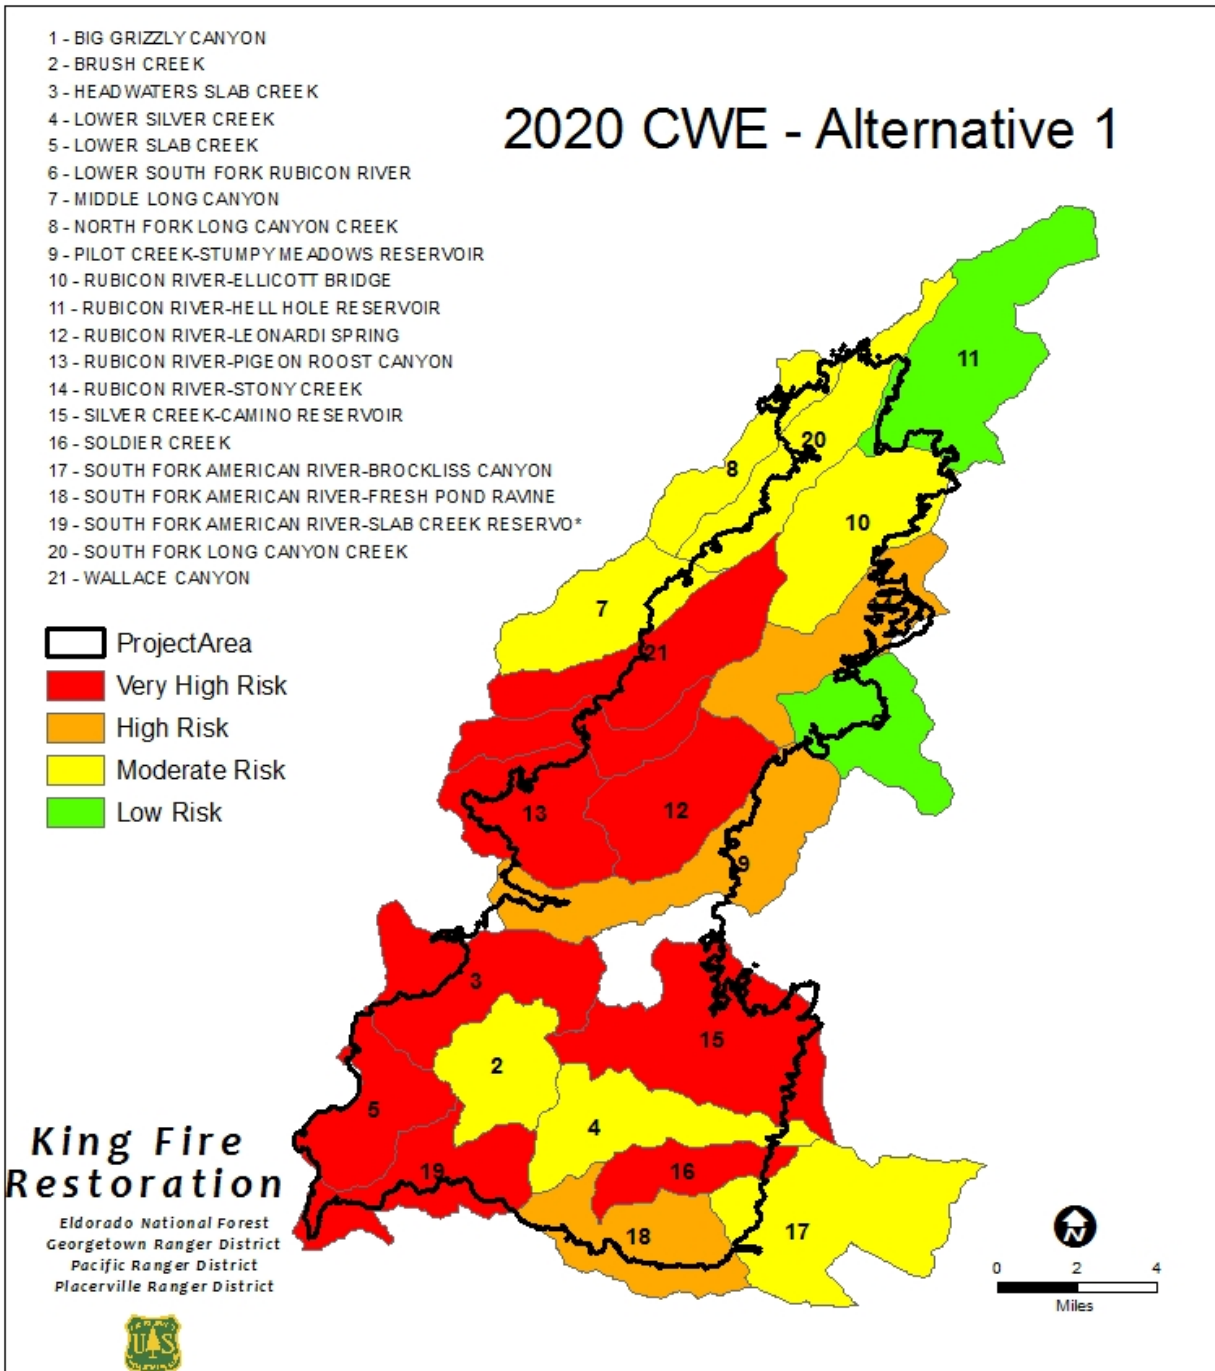 1 - BIG GRIZZLY CANYON
2 - BRUSH CREEK
3 - HEADWATERS SLAB CREEK
4 - LOWER SILVER CREEK
5 - LOWER SLAB CREEK
6 - LOWER SOUTH FORK RUBICON RIVER
7 - MIDDLE LONG CANYON
8 - NORTH FORK LONG CANYON CREEK
9 - PILOT CREEK-STUMPY MEADOWS RESERVOIR
10 - RUBICON RIVER-ELLICOTT BRIDGE
11 - RUBICON RIVER-HELL HOLE RESERVOIR
12 - RUBICON RIVER-LEONARDI SPRING
13 - RUBICON RIVER-PIGEON ROOST CANYON
14 - RUBICON RIVER-STONY CREEK
15 - SILVER CREEK-CAMINO RESERVOIR
16 - SOLDIER CREEK
17 - SOUTH FORK AMERICAN RIVER-BROCKLISS CANYON
18 - SOUTH FORK AMERICAN RIVER-FRESH POND RAVINE
19 - SOUTH FORK AMERICAN RIVER-SLAB CREEK RESERVO*
20 - SOUTH FORK LONG CANYON CREEK
21 - WALLACE CANYON
2020 CWE - Alternative 1
ProjectArea
Very High Risk
High Risk
Moderate Risk
Low Risk
11
20
8
10
7
21
13
12
9
3
15
2
5
4
19
16
18
17
King Fire
Restoration
Eldorado National Forest
Georgetown Ranger District
Pacific Ranger District
Placerville Ranger District
U S
N
0 2 4
Miles